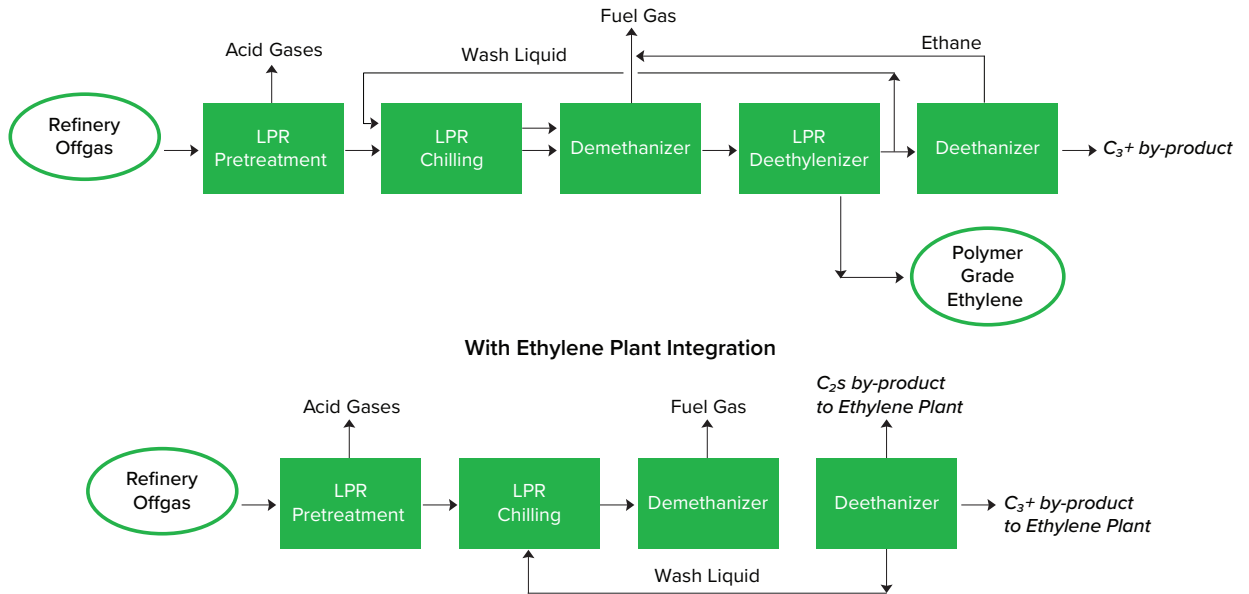 Fuel Gas
Ethane
Acid Gases
Wash Liquid
Refinery
Offgas
LPR
Pretreatment
LPR
Chilling
Demethanizer
LPR
Deethylenizer
Deethanizer
C₃+ by-product
Polymer
Grade
Ethylene
With Ethylene Plant Integration
C₂s by-product
to Ethylene Plant
Acid Gases
Fuel Gas
Refinery
Offgas
LPR
Pretreatment
LPR
Chilling
Demethanizer
Deethanizer
C₃+ by-product
to Ethylene Plant
Wash Liquid